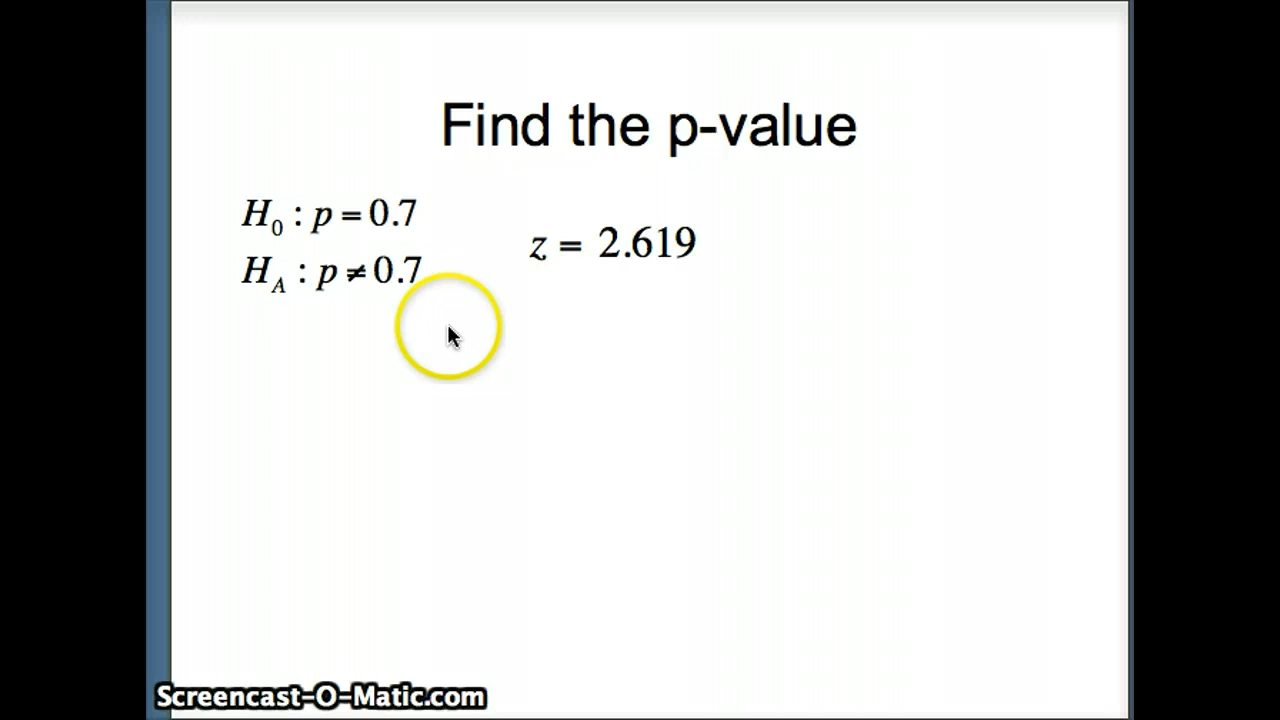 Find the p-value
H₀ : p = 0.7
z = 2.619
H_A : p ≠ 0.7
Screencast-O-Matic.com